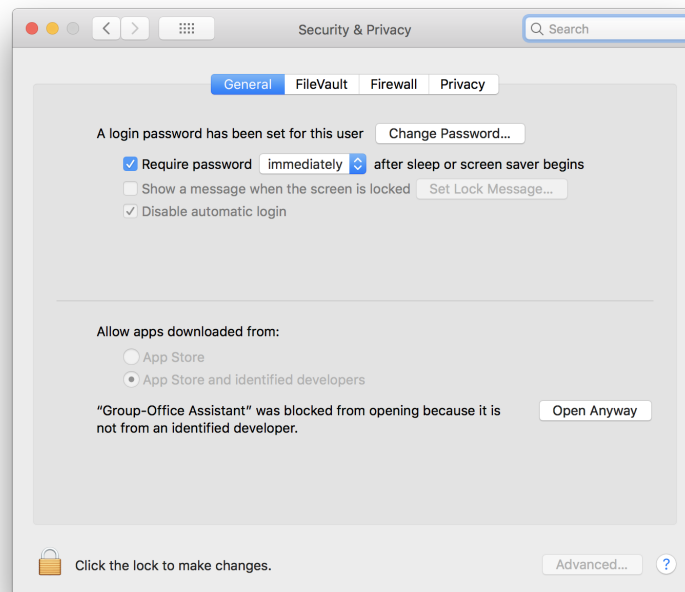 Security & Privacy
Search
General FileVault Firewall Privacy
A login password has been set for this user Change Password...
Require password immediately after sleep or screen saver begins
Show a message when the screen is locked Set Lock Message...
Disable automatic login
Allow apps downloaded from:
App Store
App Store and identified developers
“Group-Office Assistant” was blocked from opening because it is
not from an identified developer.
Open Anyway
Click the lock to make changes.
Advanced...
?